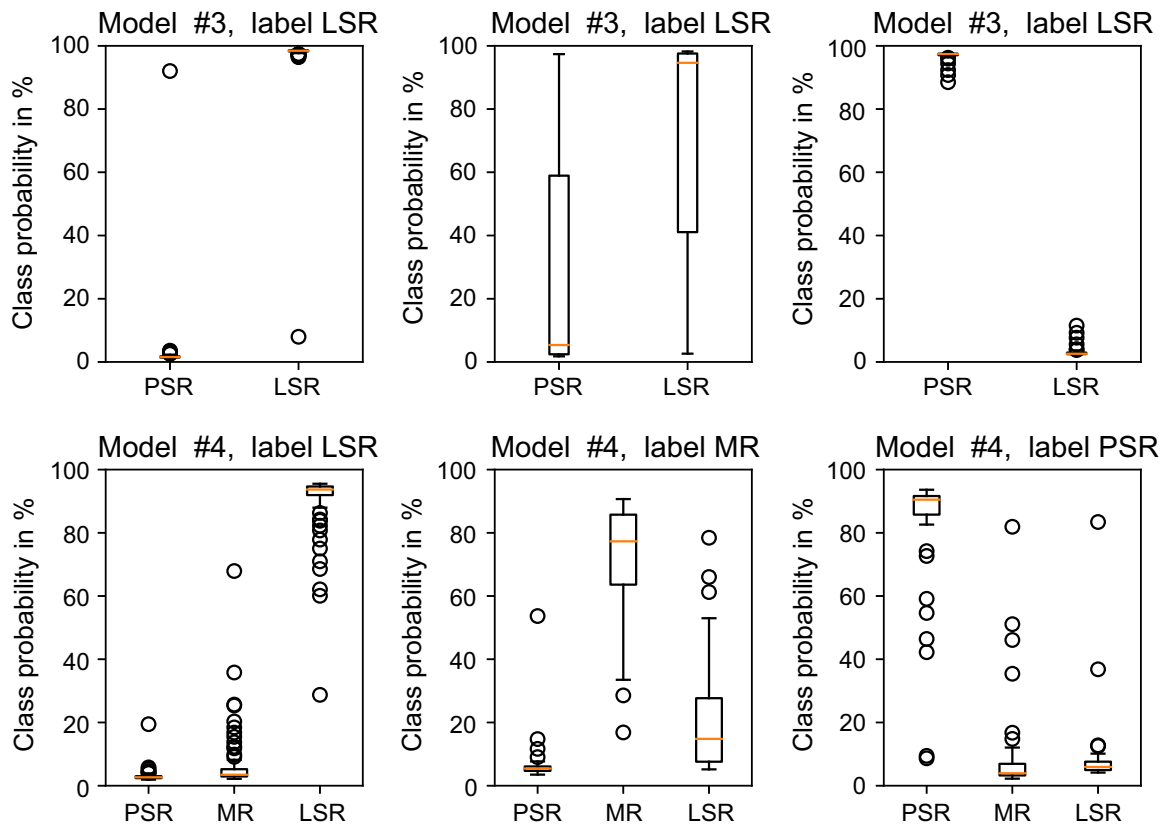 Model #3, label LSR
Class probability in %
100
80
60
40
20
0
PSR LSR
Model #3, label LSR
Class probability in %
100
80
60
40
20
0
PSR LSR
Model #3, label LSR
Class probability in %
100
80
60
40
20
0
PSR LSR
Model #4, label LSR
Class probability in %
100
80
60
40
20
0
PSR MR LSR
Model #4, label MR
Class probability in %
100
80
60
40
20
0
PSR MR LSR
Model #4, label PSR
Class probability in %
100
80
60
40
20
0
PSR MR LSR